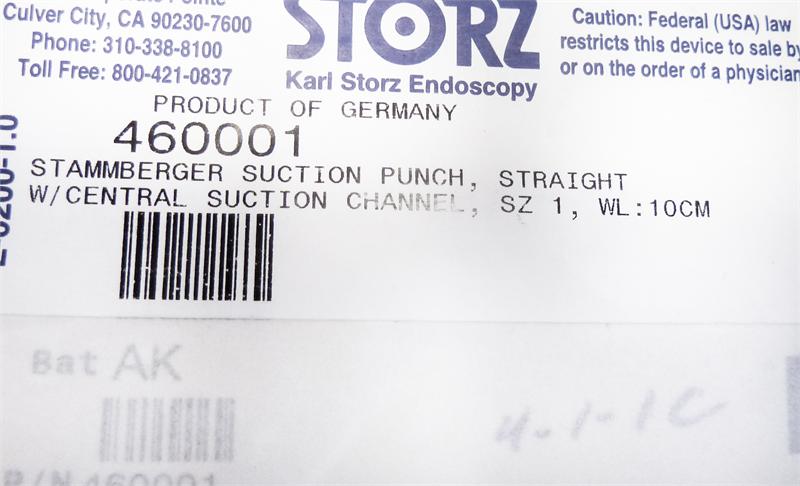 Culver City, CA 90230-7600
Phone: 310-338-8100
Toll Free: 800-421-0837
STORZ
Karl Storz Endoscopy
Caution: Federal (USA) law
restricts this device to sale by
or on the order of a physician
PRODUCT OF GERMANY
460001
STAMMBERGER SUCTION PUNCH, STRAIGHT
W/CENTRAL SUCTION CHANNEL, SZ 1, WL:10CM
Bat AK
4-1-1C
P/N 460001